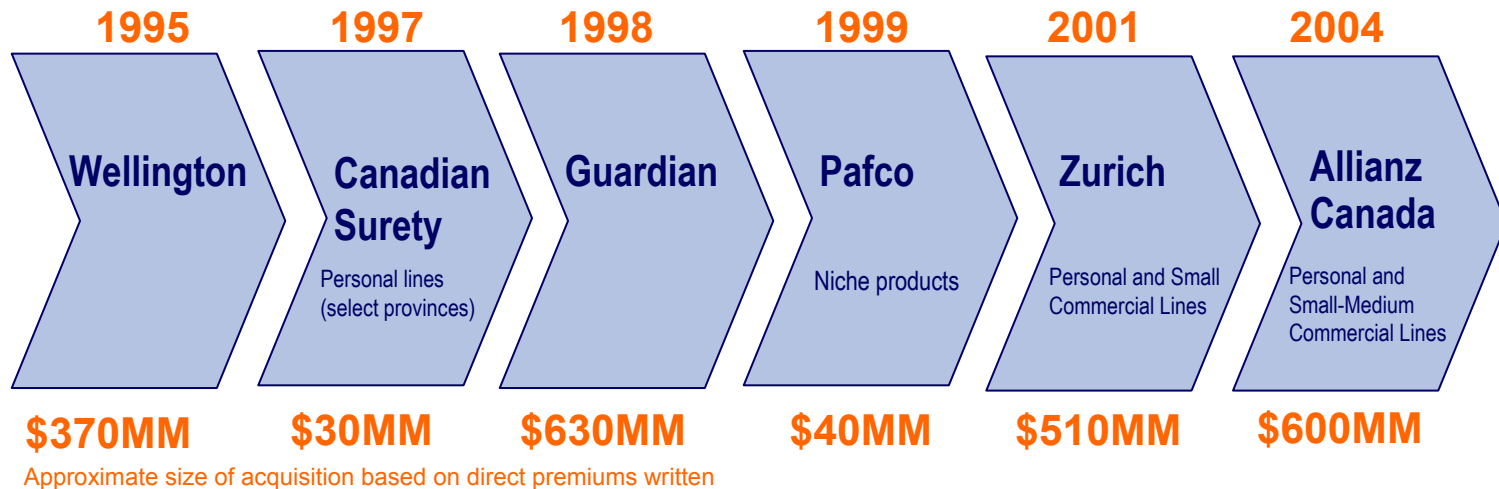 1995
1997
1998
1999
2001
2004
Wellington
Canadian
Surety
Personal lines
(select provinces)
Guardian
Pafco
Niche products
Zurich
Personal and Small
Commercial Lines
Allianz
Canada
Personal and
Small-Medium
Commercial Lines
$370MM
$30MM
$630MM
$40MM
$510MM
$600MM
Approximate size of acquisition based on direct premiums written